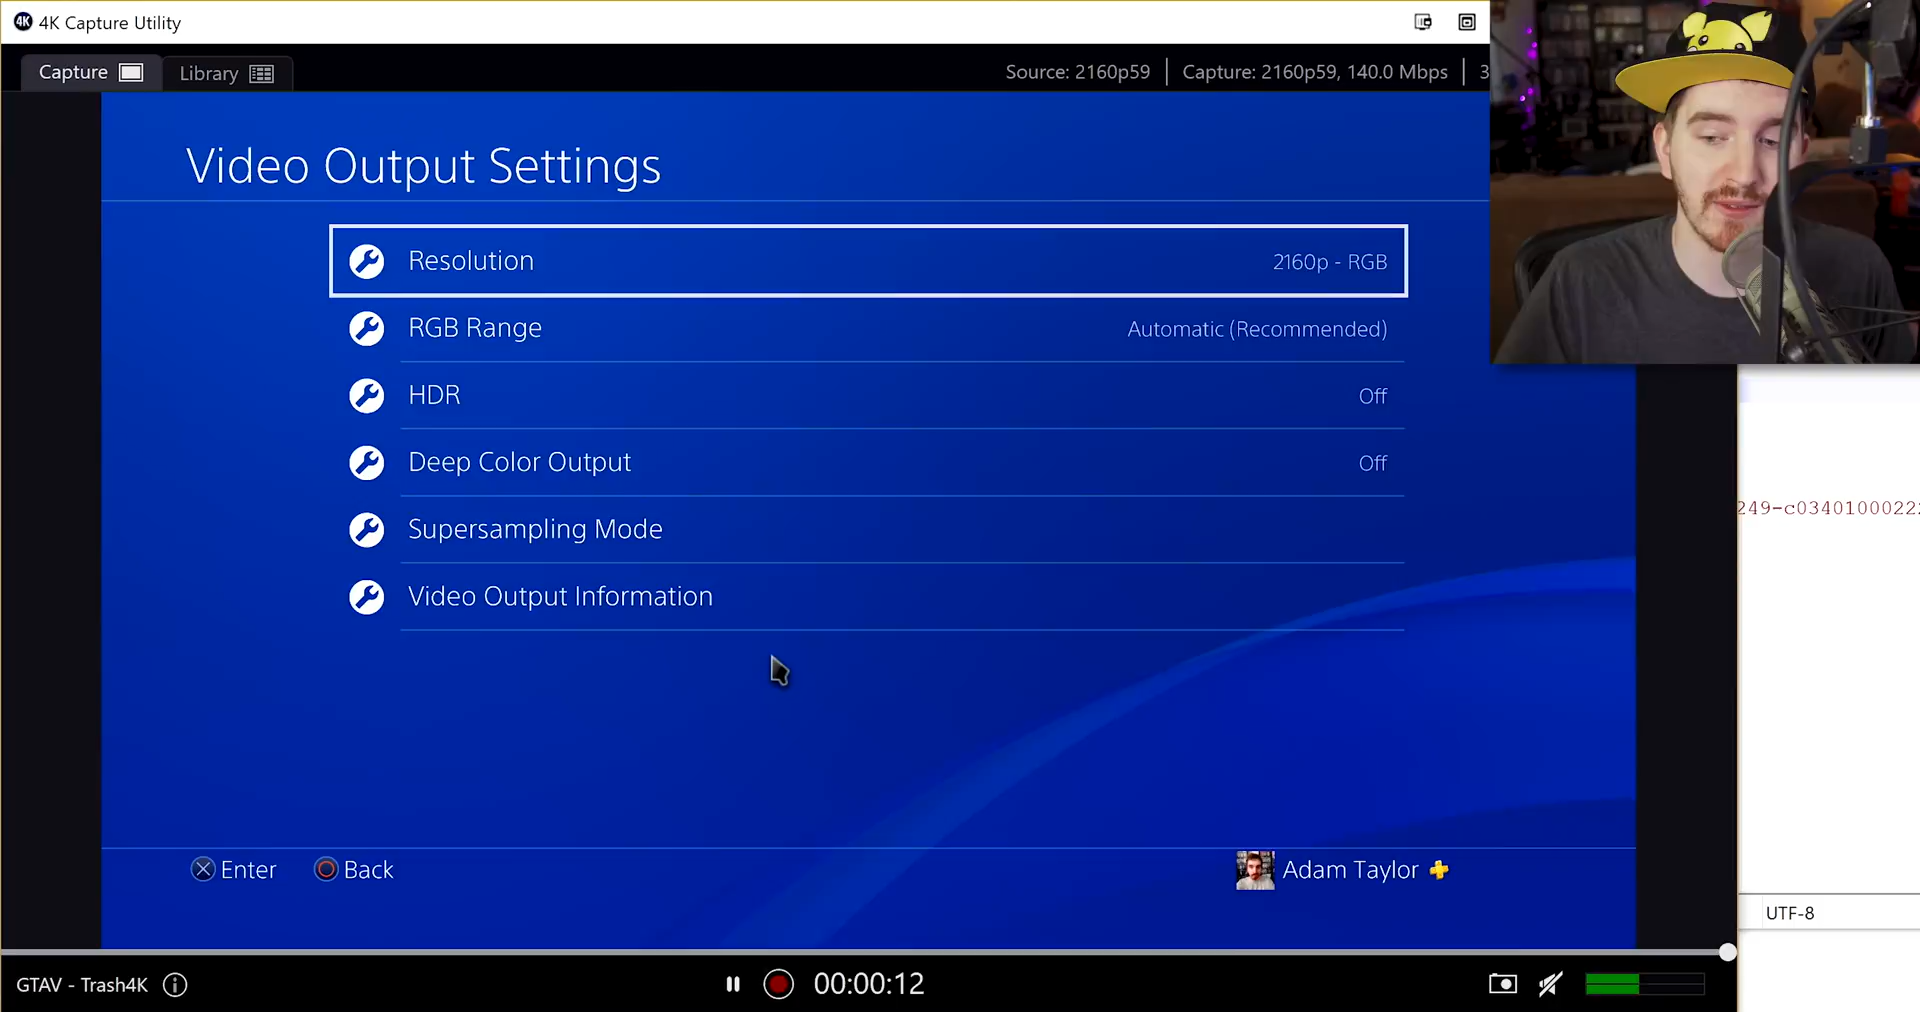 4K 4K Capture Utility
Capture
Library
Source: 2160p59 | Capture: 2160p59, 140.0 Mbps | 3
Video Output Settings
Resolution 2160p - RGB
RGB Range Automatic (Recommended)
HDR Off
Deep Color Output Off
Supersampling Mode
Video Output Information
249-c03401000222
Enter Back
Adam Taylor
UTF-8
GTAV - Trash4K
00:00:12